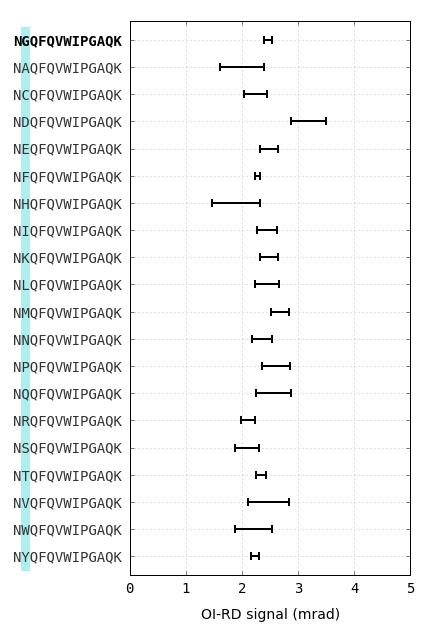 NGQFQVWIPGAQK
NAQFQVWIPGAQK
NCQFQVWIPGAQK
NDQFQVWIPGAQK
NEQFQVWIPGAQK
NFQFQVWIPGAQK
NHQFQVWIPGAQK
NIQFQVWIPGAQK
NKQFQVWIPGAQK
NLQFQVWIPGAQK
NMQFQVWIPGAQK
NNQFQVWIPGAQK
NPQFQVWIPGAQK
NQQFQVWIPGAQK
NRQFQVWIPGAQK
NSQFQVWIPGAQK
NTQFQVWIPGAQK
NVQFQVWIPGAQK
NWQFQVWIPGAQK
NYQFQVWIPGAQK
0 1 2 3 4 5
OI-RD signal (mrad)